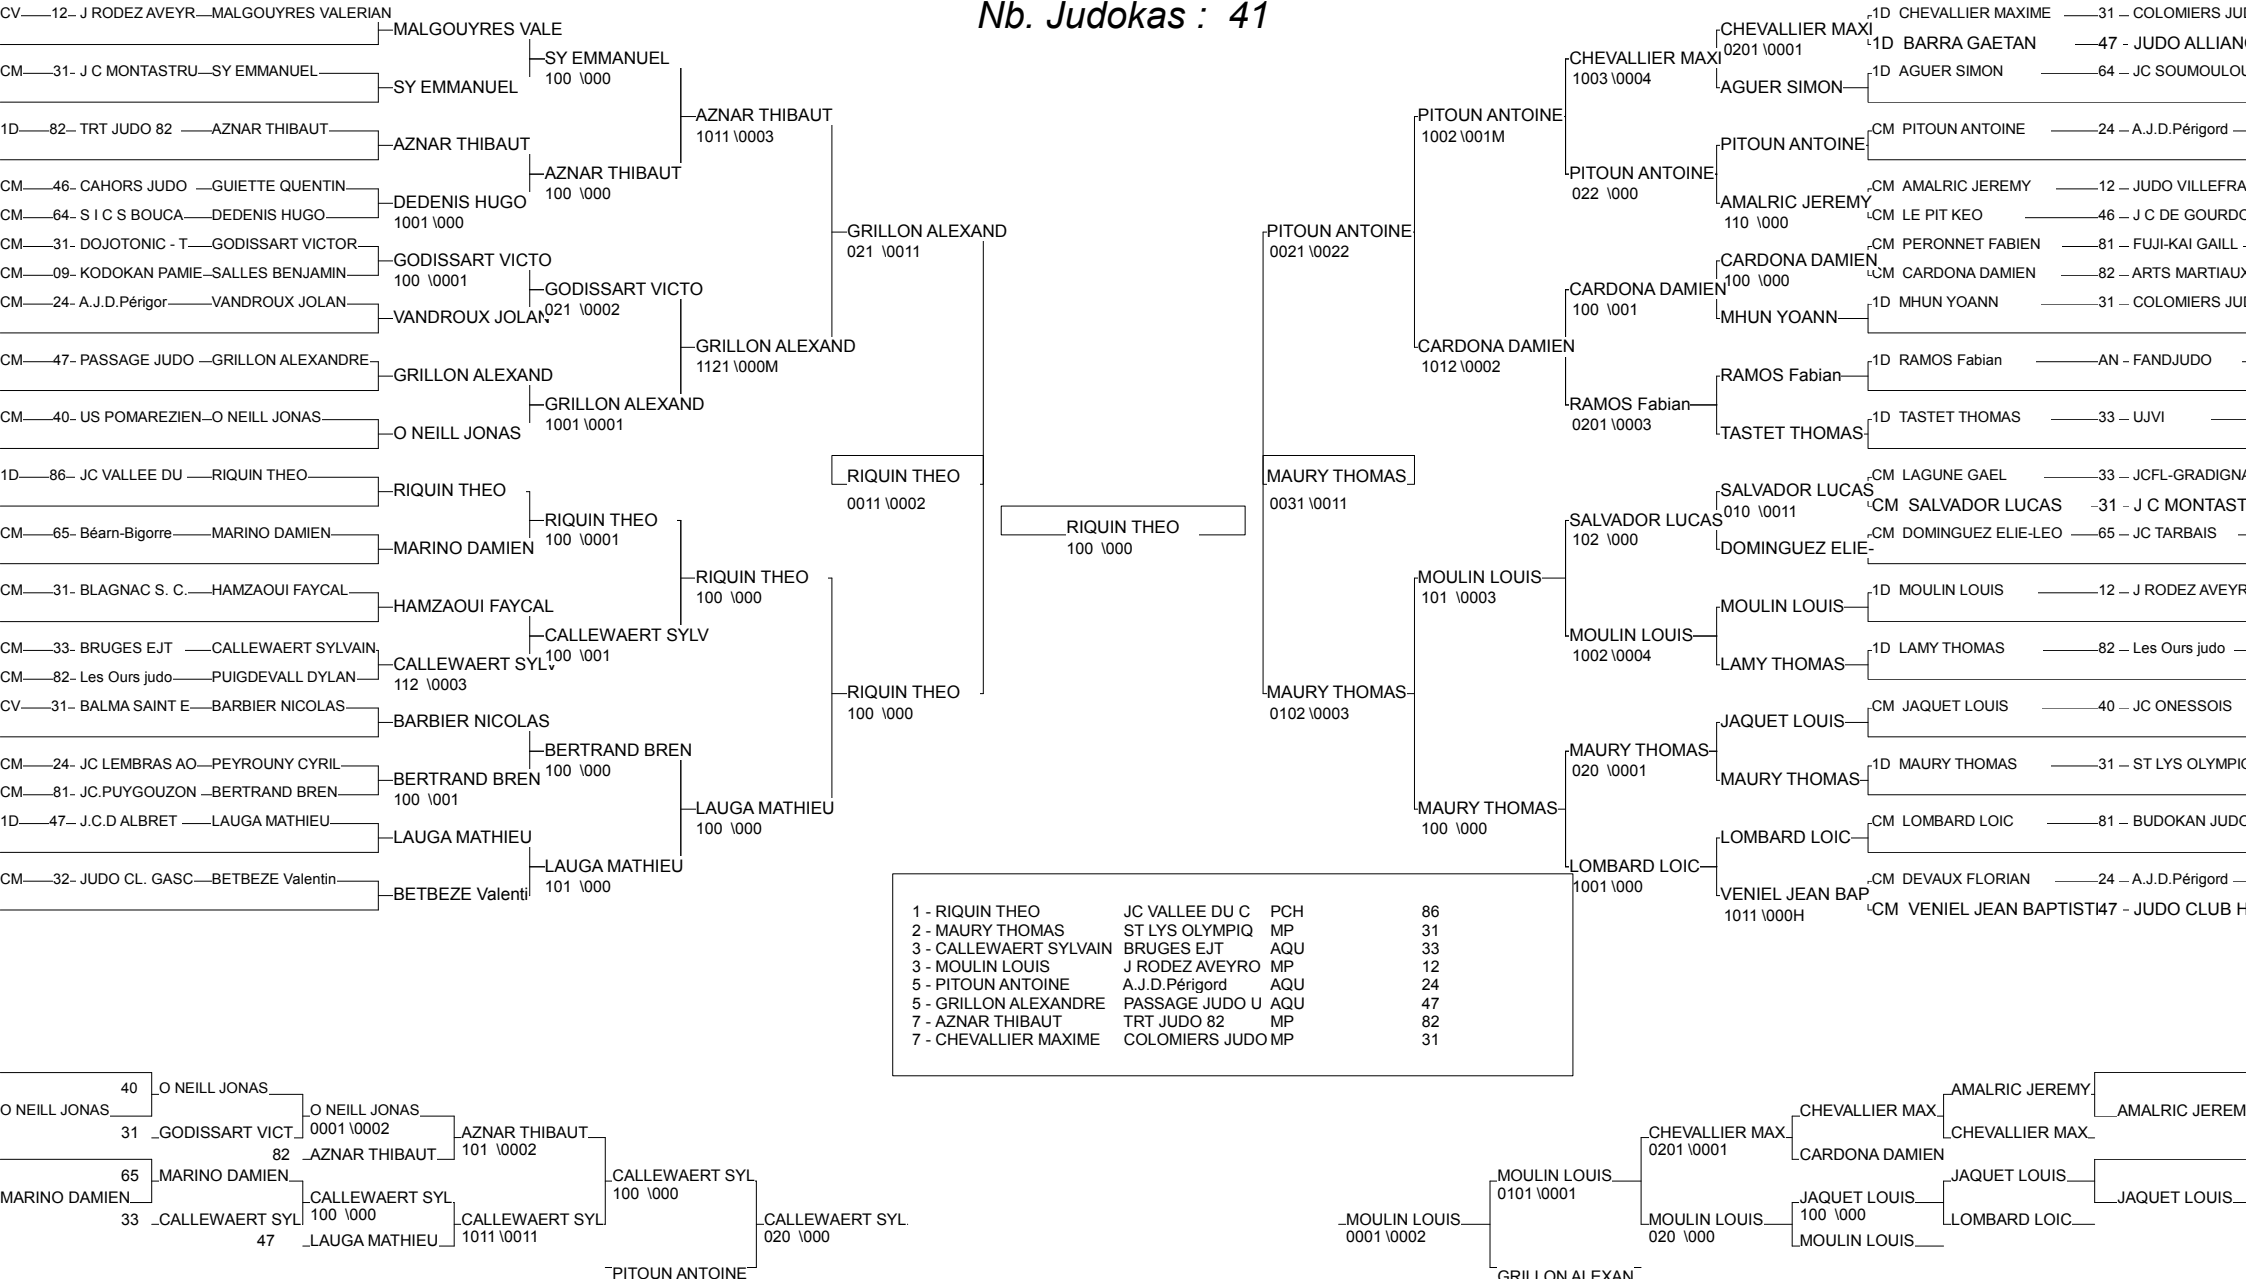 Nb. Judokas : 41
CV 12- J RODEZ AVEYR MALGOUYRES VALERIAN
MALGOUYRES VALE
SY EMMANUEL
100 \000
CM 31- J C MONTASTRU SY EMMANUEL
SY EMMANUEL
AZNAR THIBAUT
1011 \0003
1D 82- TRT JUDO 82 AZNAR THIBAUT
AZNAR THIBAUT
AZNAR THIBAUT
100 \000
CM 46- CAHORS JUDO GUIETTE QUENTIN
DEDENIS HUGO
1001 \000
CM 64- S I C S BOUCA DEDENIS HUGO
GRILLON ALEXAND
021 \0011
CM 31- DOJOTONIC - T GODISSART VICTOR
GODISSART VICTO
100 \0001
CM 09- KODOKAN PAMIE SALLES BENJAMIN
GODISSART VICTO
021 \0002
CM 24- A.J.D.Périgor VANDROUX JOLAN
VANDROUX JOLAN
GRILLON ALEXAND
1121 \000M
CM 47- PASSAGE JUDO GRILLON ALEXANDRE
GRILLON ALEXAND
GRILLON ALEXAND
1001 \0001
CM 40- US POMAREZIEN O NEILL JONAS
O NEILL JONAS
RIQUIN THEO
0011 \0002
1D 86- JC VALLEE DU RIQUIN THEO
RIQUIN THEO
RIQUIN THEO
100 \0001
CM 65- Béarn-Bigorre MARINO DAMIEN
MARINO DAMIEN
RIQUIN THEO
100 \000
CM 31- BLAGNAC S. C. HAMZAOUI FAYCAL
HAMZAOUI FAYCAL
CALLEWAERT SYLV
100 \001
CM 33- BRUGES EJT CALLEWAERT SYLVAIN
CALLEWAERT SYLV
112 \0003
CM 82- Les Ours judo PUIGDEVALL DYLAN
RIQUIN THEO
100 \000
CV 31- BALMA SAINT E BARBIER NICOLAS
BARBIER NICOLAS
BERTRAND BREN
100 \000
CM 24- JC LEMBRAS AO PEYROUNY CYRIL
BERTRAND BREN
100 \001
CM 81- JC.PUYGOUZON BERTRAND BREN
LAUGA MATHIEU
100 \000
1D 47- J.C.D ALBRET LAUGA MATHIEU
LAUGA MATHIEU
LAUGA MATHIEU
101 \000
CM 32- JUDO CL. GASC BETBEZE Valentin
BETBEZE Valenti
RIQUIN THEO
100 \000
1D CHEVALLIER MAXIME 31 – COLOMIERS JUD
CHEVALLIER MAXI
0201 \0001
1D BARRA GAETAN 47 - JUDO ALLIANC
CHEVALLIER MAXI
1003 \0004
1D AGUER SIMON 64 – JC SOUMOULOU
AGUER SIMON
PITOUN ANTOINE
1002 \001M
CM PITOUN ANTOINE 24 – A.J.D.Périgord
PITOUN ANTOINE
PITOUN ANTOINE
022 \000
CM AMALRIC JEREMY 12 – JUDO VILLEFRA
AMALRIC JEREMY
110 \000
CM LE PIT KEO 46 – J C DE GOURDO
PITOUN ANTOINE
0021 \0022
CM PERONNET FABIEN 81 – FUJI-KAI GAILL
CARDONA DAMIEN
100 \000
CM CARDONA DAMIEN 82 – ARTS MARTIAUX
CARDONA DAMIEN
100 \001
1D MHUN YOANN 31 – COLOMIERS JUD
MHUN YOANN
CARDONA DAMIEN
1012 \0002
1D RAMOS Fabian AN – FANDJUDO
RAMOS Fabian
RAMOS Fabian
0201 \0003
1D TASTET THOMAS 33 – UJVI
TASTET THOMAS
MAURY THOMAS
0031 \0011
CM LAGUNE GAEL 33 – JCFL-GRADIGNA
SALVADOR LUCAS
010 \0011
CM SALVADOR LUCAS -31 - J C MONTAST
SALVADOR LUCAS
102 \000
CM DOMINGUEZ ELIE-LEO 65 – JC TARBAIS
DOMINGUEZ ELIE-
MOULIN LOUIS
101 \0003
1D MOULIN LOUIS 12 – J RODEZ AVEYR
MOULIN LOUIS
MOULIN LOUIS
1002 \0004
1D LAMY THOMAS 82 – Les Ours judo
LAMY THOMAS
MAURY THOMAS
0102 \0003
CM JAQUET LOUIS 40 – JC ONESSOIS
JAQUET LOUIS
MAURY THOMAS
020 \0001
1D MAURY THOMAS 31 – ST LYS OLYMPIQ
MAURY THOMAS
MAURY THOMAS
100 \000
CM LOMBARD LOIC 81 – BUDOKAN JUDO
LOMBARD LOIC
LOMBARD LOIC
1001 \000
CM DEVAUX FLORIAN 24 – A.J.D.Périgord
VENIEL JEAN BAP
1011 \000H
CM VENIEL JEAN BAPTISTI 47 - JUDO CLUB H
1 - RIQUIN THEO JC VALLEE DU C PCH 86
2 - MAURY THOMAS ST LYS OLYMPIQ MP 31
3 - CALLEWAERT SYLVAIN BRUGES EJT AQU 33
3 - MOULIN LOUIS J RODEZ AVEYRO MP 12
5 - PITOUN ANTOINE A.J.D.Périgord AQU 24
5 - GRILLON ALEXANDRE PASSAGE JUDO U AQU 47
7 - AZNAR THIBAUT TRT JUDO 82 MP 82
7 - CHEVALLIER MAXIME COLOMIERS JUDO MP 31
40 O NEILL JONAS
O NEILL JONAS
O NEILL JONAS
0001 \0002
31 GODISSART VICT
82 AZNAR THIBAUT
AZNAR THIBAUT
101 \0002
65 MARINO DAMIEN
MARINO DAMIEN
CALLEWAERT SYL
100 \000
33 CALLEWAERT SYL
47 LAUGA MATHIEU
CALLEWAERT SYL
1011 \0011
CALLEWAERT SYL
100 \000
CALLEWAERT SYL
020 \000
PITOUN ANTOINE
AMALRIC JEREMY
AMALRIC JEREM
CHEVALLIER MAX
CHEVALLIER MAX
CARDONA DAMIEN
CHEVALLIER MAX
0201 \0001
JAQUET LOUIS
JAQUET LOUIS
JAQUET LOUIS
100 \000
LOMBARD LOIC
MOULIN LOUIS
MOULIN LOUIS
020 \000
MOULIN LOUIS
0101 \0001
MOULIN LOUIS
0001 \0002
GRILLON ALEXAN